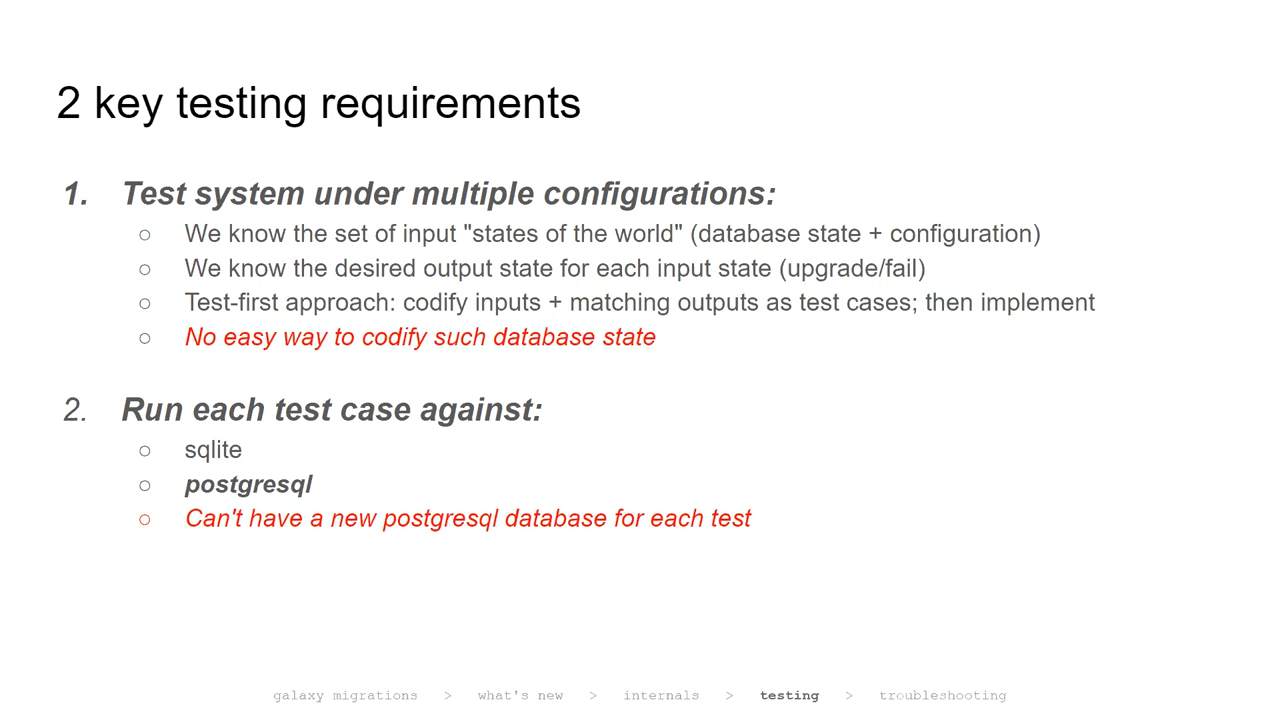 2 key testing requirements
1. Test system under multiple configurations:
○ We know the set of input "states of the world" (database state + configuration)
○ We know the desired output state for each input state (upgrade/fail)
○ Test-first approach: codify inputs + matching outputs as test cases; then implement
○ No easy way to codify such database state
2. Run each test case against:
○ sqlite
○ postgresql
○ Can't have a new postgresql database for each test
galaxy migrations > what's new > internals > testing > troubleshooting